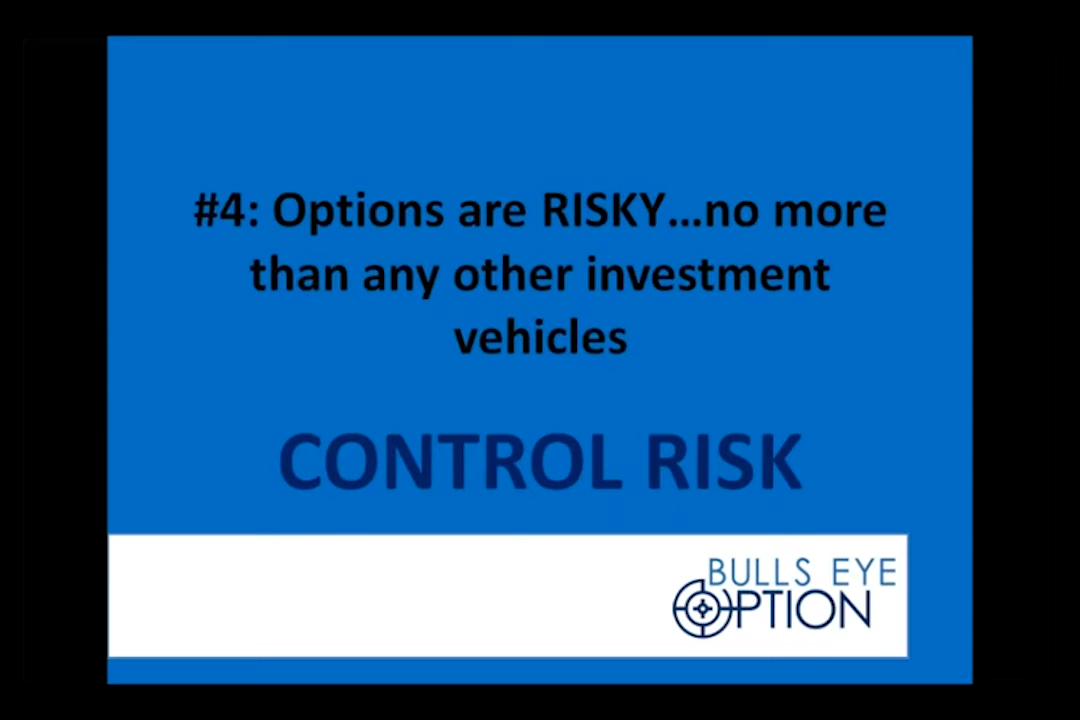 #4: Options are RISKY...no more
than any other investment
vehicles
CONTROL RISK
BULLS EYE
OPTION